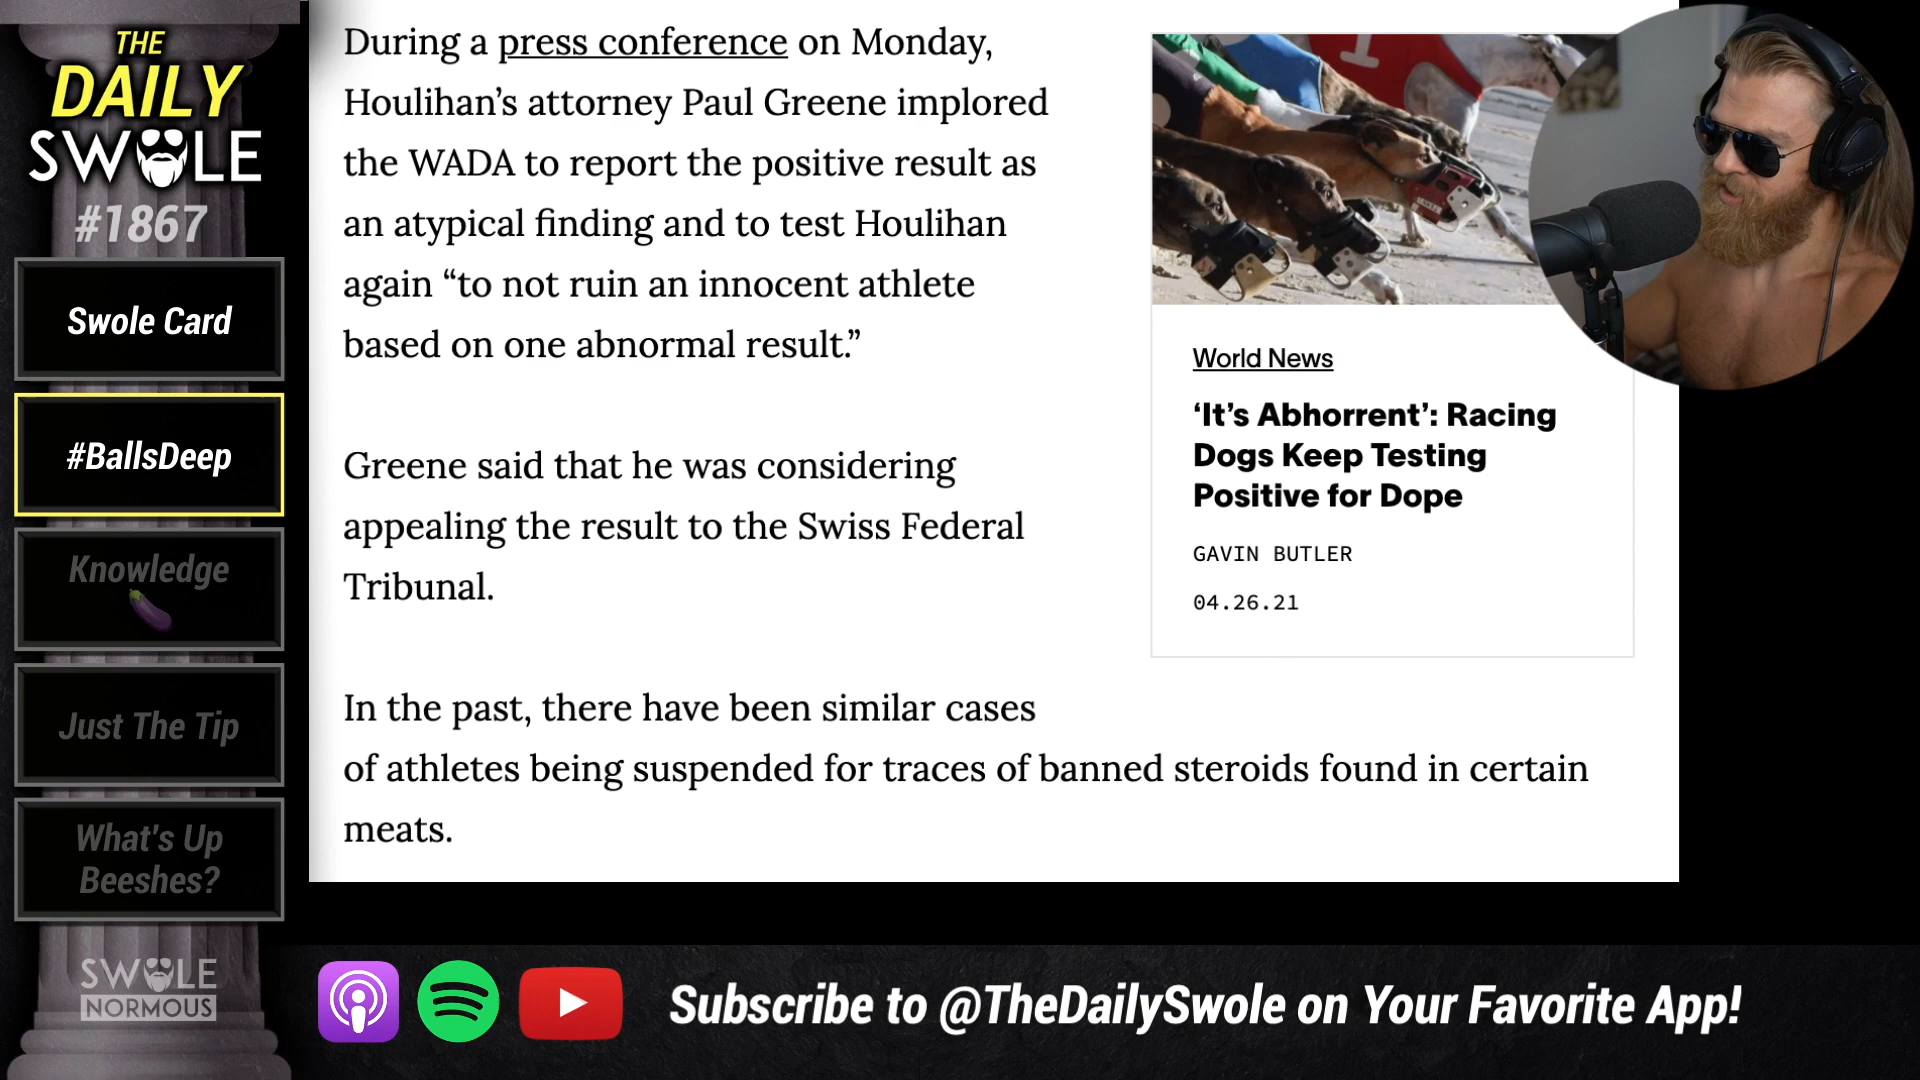 THE
DAILY
SWOLE
#1867
Swole Card
#BallsDeep
Knowledge
Just The Tip
What's Up
Beeshes?
SWOLE
NORMOUS
During a press conference on Monday,
Houlihan’s attorney Paul Greene implored
the WADA to report the positive result as
an atypical finding and to test Houlihan
again “to not ruin an innocent athlete
based on one abnormal result.”
Greene said that he was considering
appealing the result to the Swiss Federal
Tribunal.
In the past, there have been similar cases
of athletes being suspended for traces of banned steroids found in certain
meats.
1
World News
‘It’s Abhorrent’: Racing
Dogs Keep Testing
Positive for Dope
GAVIN BUTLER
04.26.21
Subscribe to @TheDailySwole on Your Favorite App!